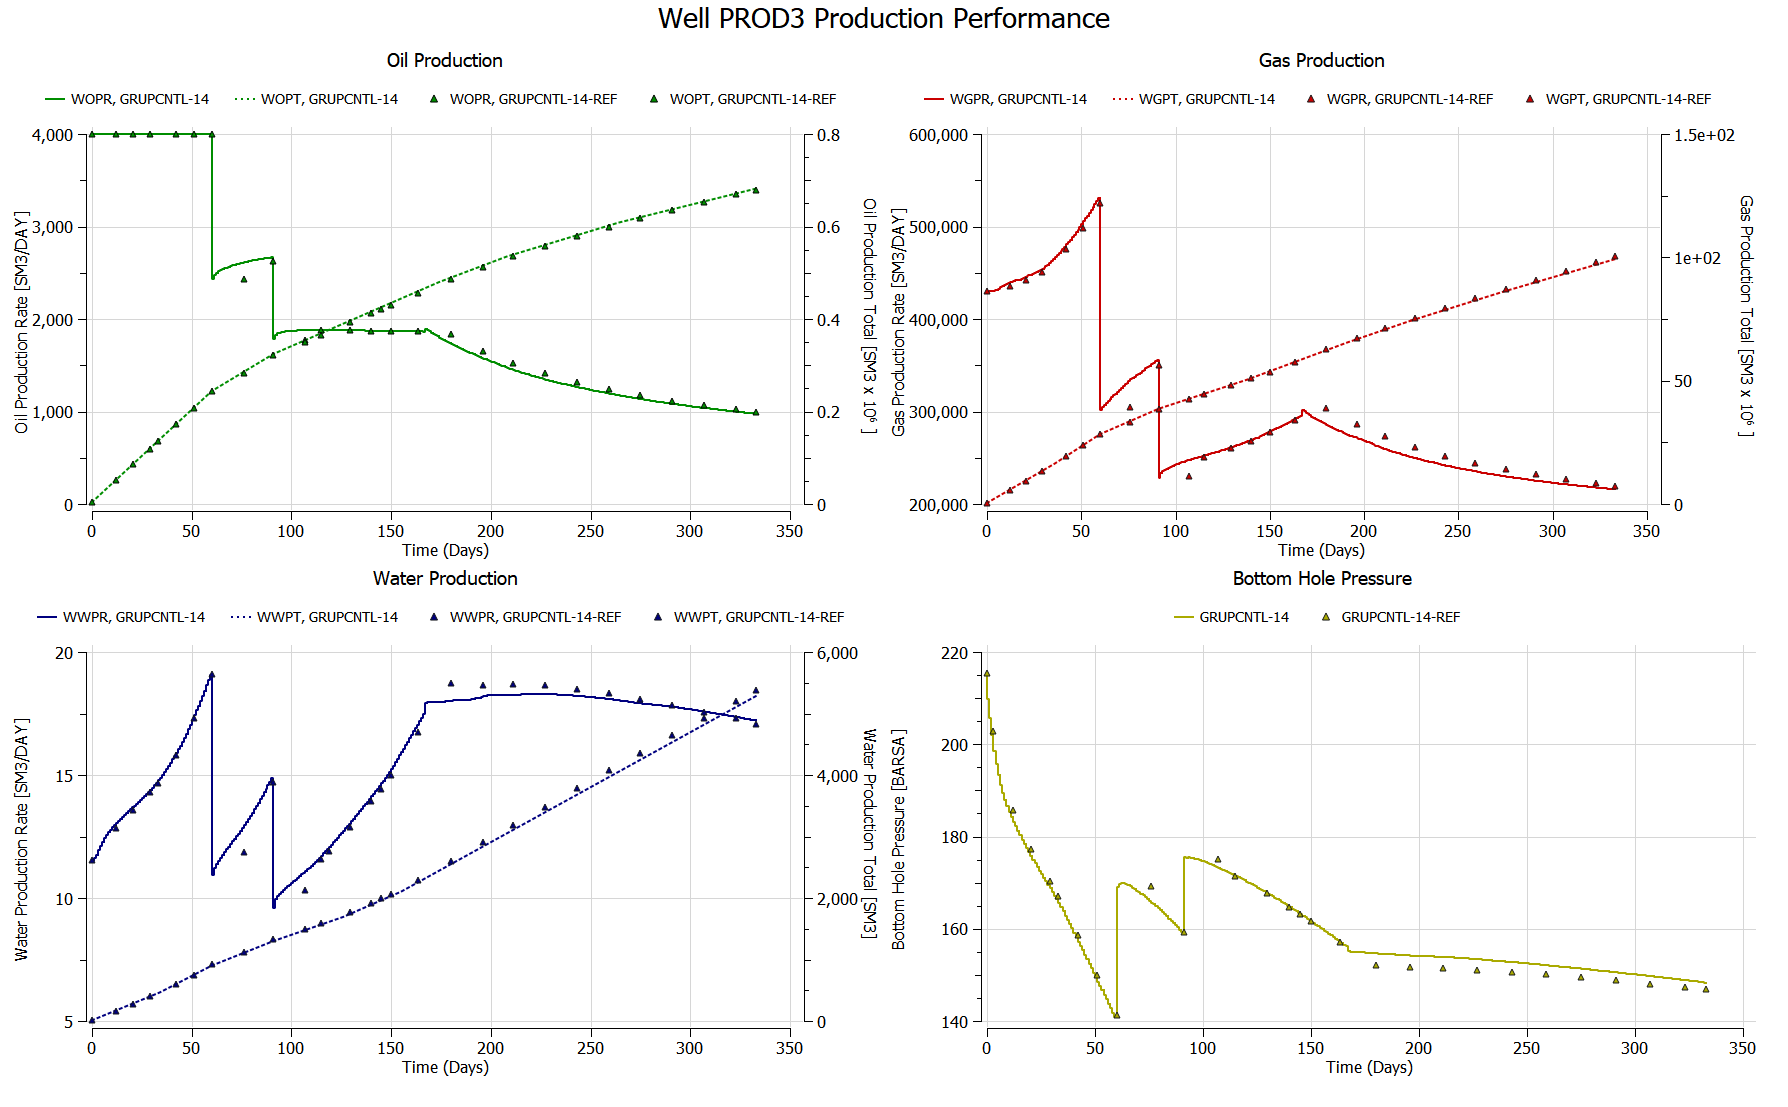 Well PROD3 Production Performance
Oil Production
WOPR, GRUPCNTL-14 WOPT, GRUPCNTL-14 WOPR, GRUPCNTL-14-REF WOPT, GRUPCNTL-14-REF
Oil Production Rate [SM3/DAY]
4,000
3,000
2,000
1,000
0
0.8
0.6
0.4
0.2
0
Oil Production Total [SM3 x 10⁶ ]
0 50 100 150 200 250 300 350
Time (Days)
Gas Production
WGPR, GRUPCNTL-14 WGPT, GRUPCNTL-14 WGPR, GRUPCNTL-14-REF WGPT, GRUPCNTL-14-REF
Gas Production Rate [SM3/DAY]
600,000
500,000
400,000
300,000
200,000
1.5e+02
1e+02
50
0
Gas Production Total [SM3 x 10⁶ ]
0 50 100 150 200 250 300 350
Time (Days)
Water Production
WWPR, GRUPCNTL-14 WWPT, GRUPCNTL-14 WWPR, GRUPCNTL-14-REF WWPT, GRUPCNTL-14-REF
Water Production Rate [SM3/DAY]
20
15
10
5
6,000
4,000
2,000
0
Water Production Total [SM3]
0 50 100 150 200 250 300 350
Time (Days)
Bottom Hole Pressure
GRUPCNTL-14 GRUPCNTL-14-REF
Bottom Hole Pressure [BARSA]
220
200
180
160
140
0 50 100 150 200 250 300 350
Time (Days)